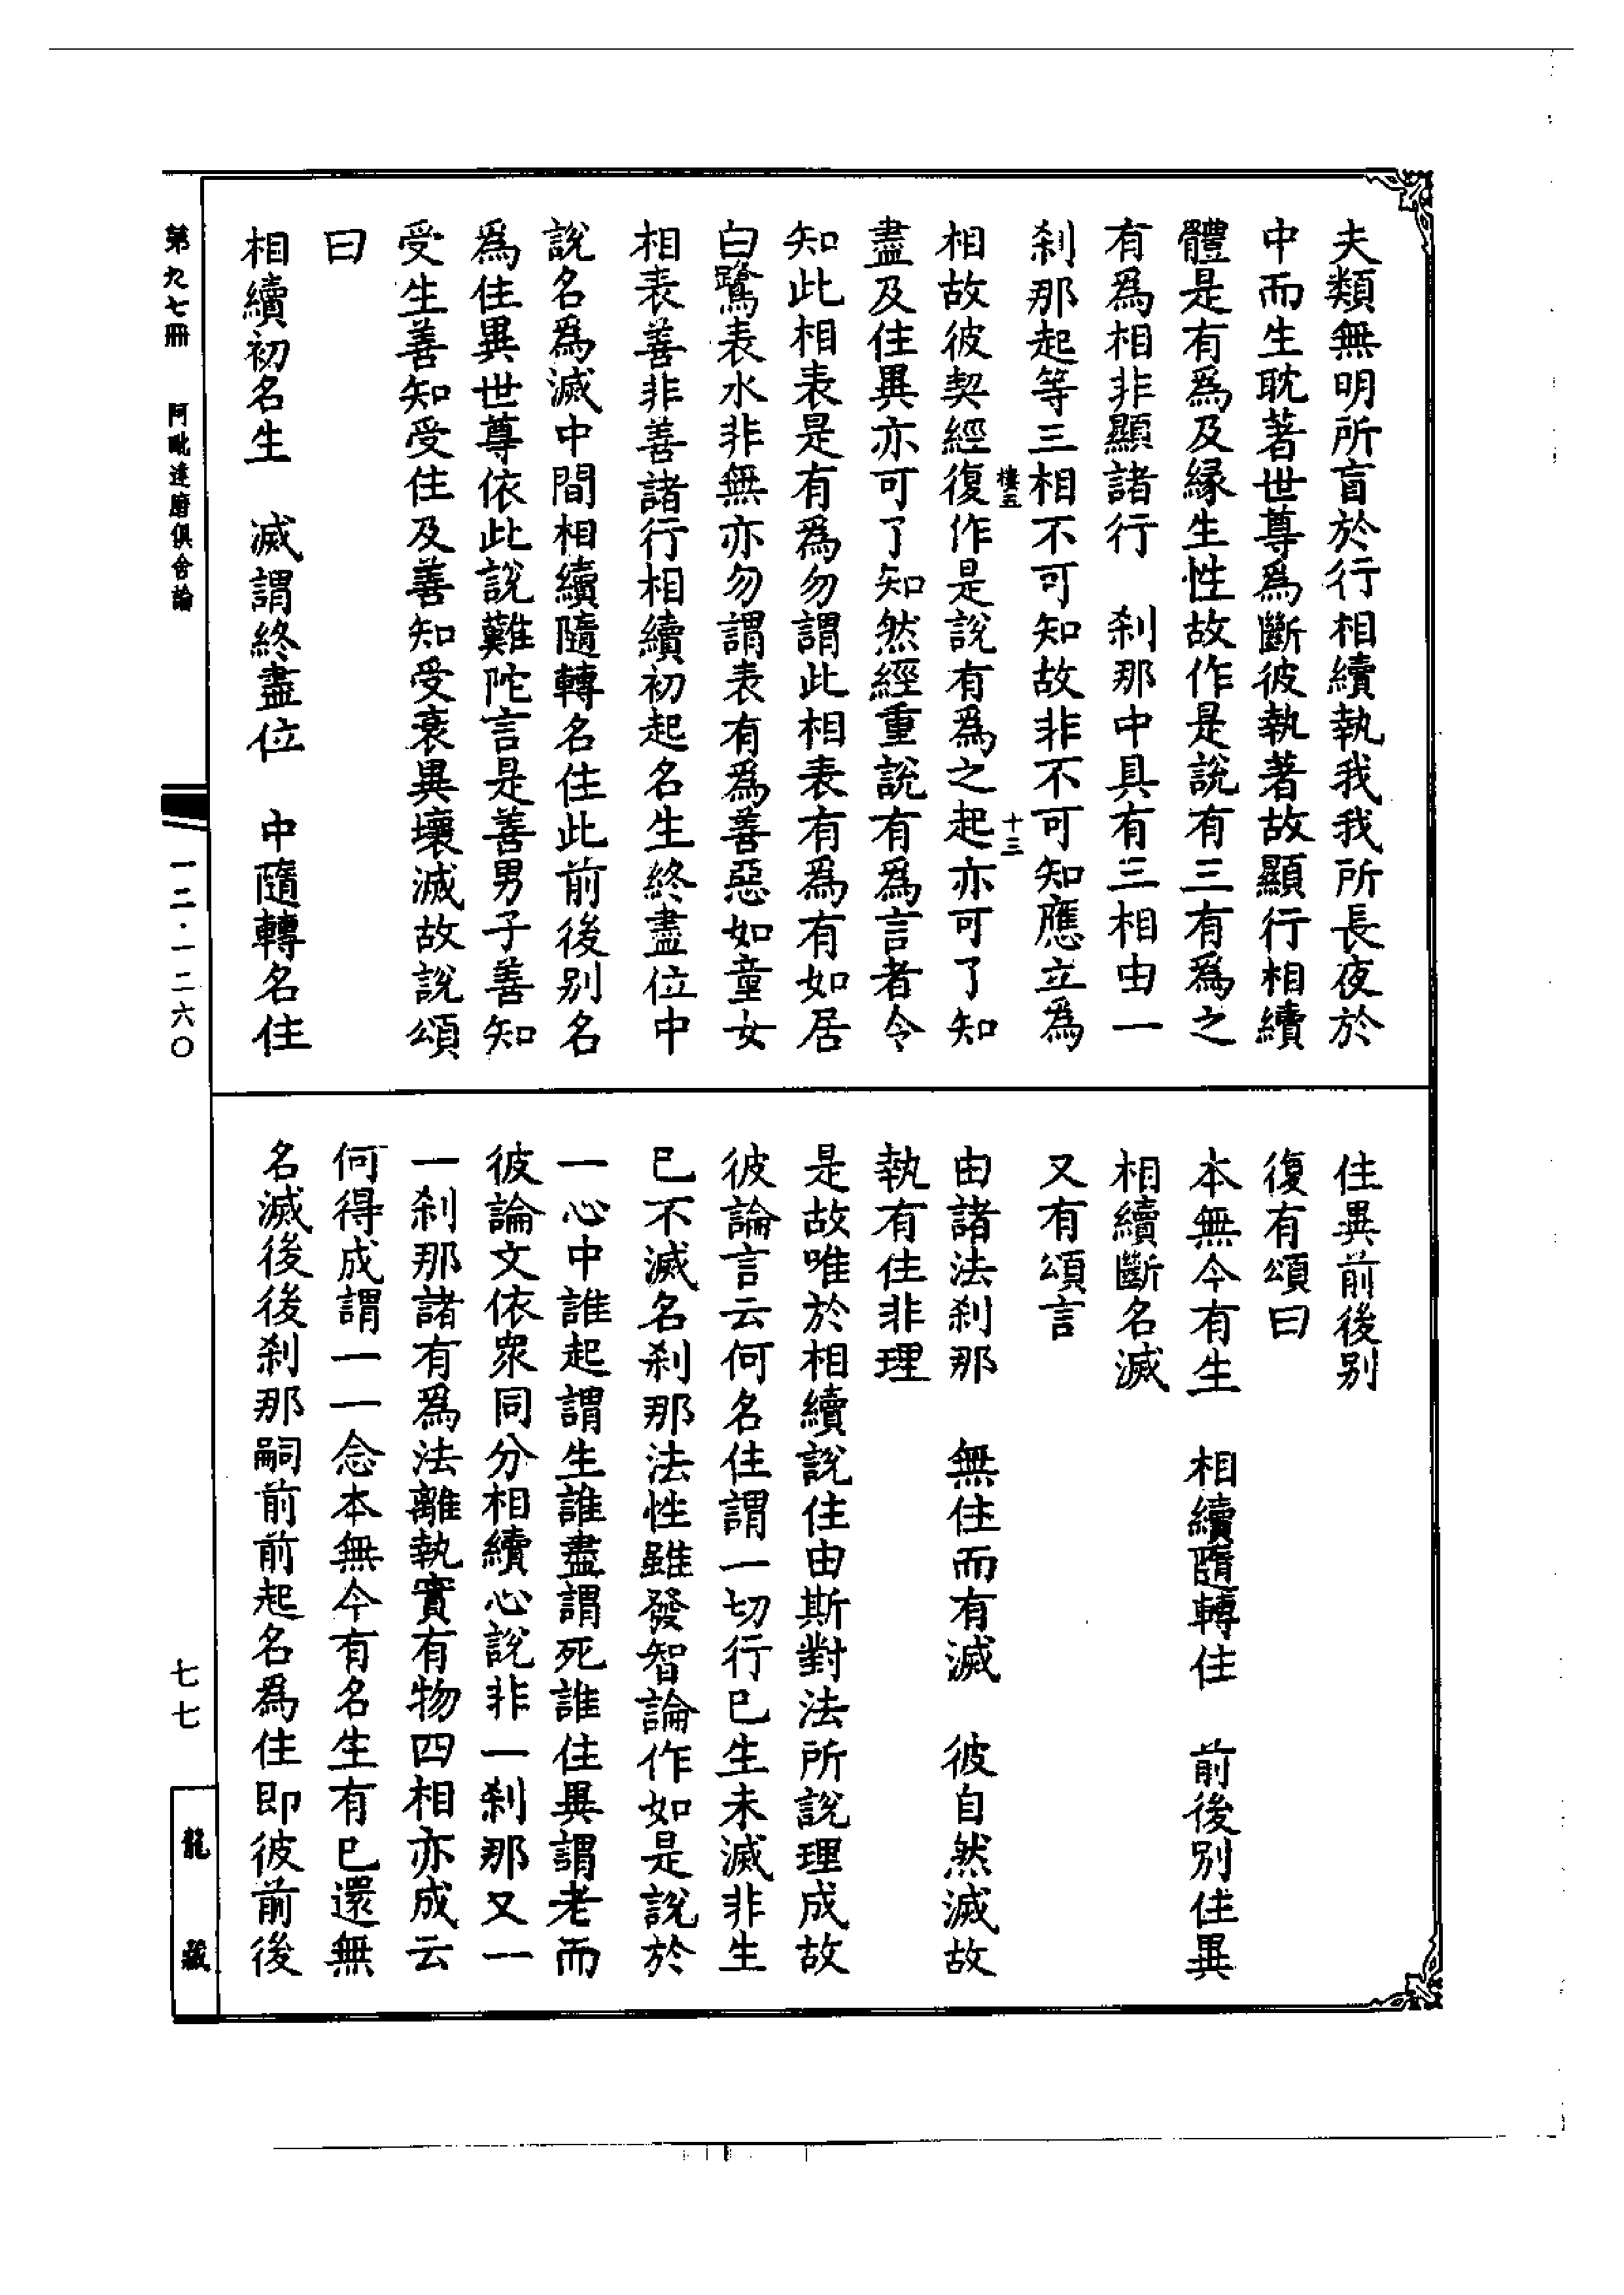 夫類無明所盲於行相續執我我所長夜於
中而生耽著世尊爲斷彼執著故顯行相續
體是有爲及緣生性故作是說有三有爲之
有爲相非顯諸行　剎那中具有三相由一
剎那起等三相不可知故非不可知應立爲
樓五　十三
相故彼契經復作是說有爲之起亦可了知
盡及住異亦可了知然經重說有爲言者令
知此相表是有爲勿謂此相表有爲有如居
白鷺表水非無亦勿謂表有爲善惡如童女
相表善非善諸行相續初起名生終盡位中
說名爲滅中間相續隨轉名住此前後別名
爲住異世尊依此說難陀言是善男子善知
受生善知受住及善知受衰異壞滅故說頌
曰
相續初名生　滅謂終盡位　中隨轉名住
住異前後別
復有頌曰
本無今有生　相續隨轉住　前後別住異
相續斷名滅
又有頌言
由諸法剎那　無住而有滅　彼自然滅故
執有住非理
是故唯於相續說住由斯對法所說理成故
彼論言云何名住謂一切行已生未滅非生
已不滅名剎那法性雖發智論作如是說於
一心中誰起謂生誰盡謂死誰住異謂老而
彼論文依衆同分相續心說非一剎那又一
一剎那諸有爲法離執實有物四相亦成云
何得成謂一一念本無今有名生有已還無
名滅後後剎那嗣前前起名爲住即彼前後
第九七冊　阿毗達磨俱舍論
一二·一二六〇
七七
龍藏